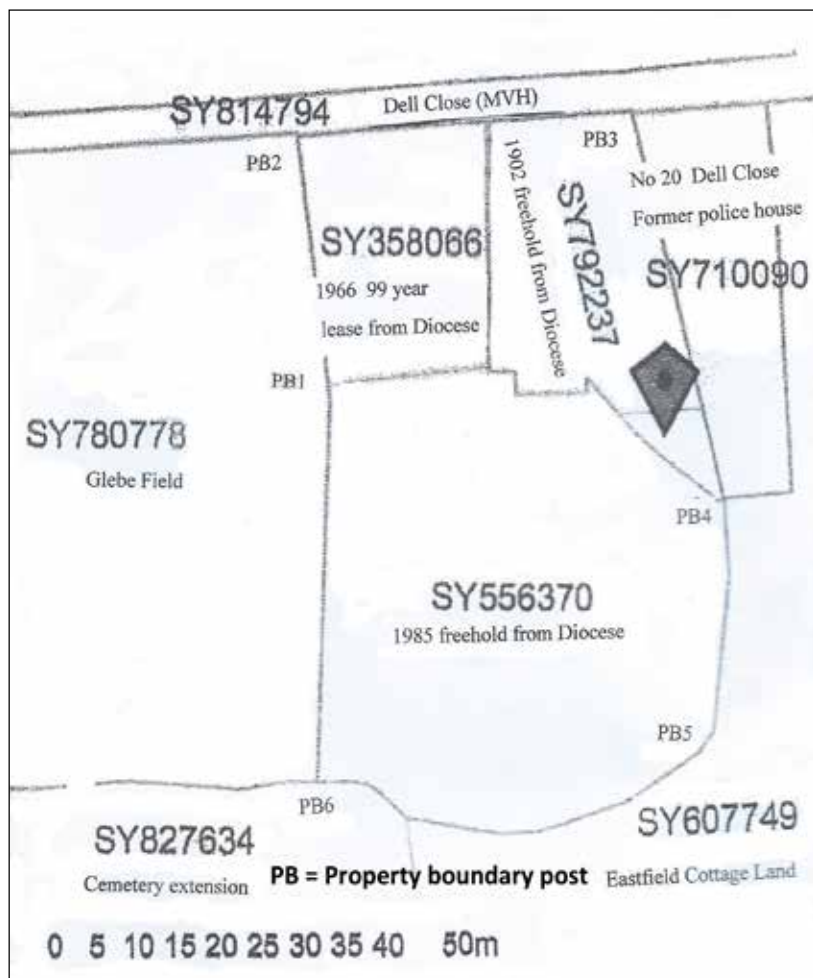 SY814794
Dell Close (MVH)
PB2
PB3
1902 freehold from Diocese
SY792237
No 20 Dell Close
Former police house
SY358066
SY710090
1966 99 year
lease from Diocese
PB1
SY780778
Glebe Field
PB4
SY556370
1985 freehold from Diocese
PB5
PB6
SY607749
SY827634
Cemetery extension
PB = Property boundary post
Eastfield Cottage Land
0 5 10 15 20 25 30 35 40 50m